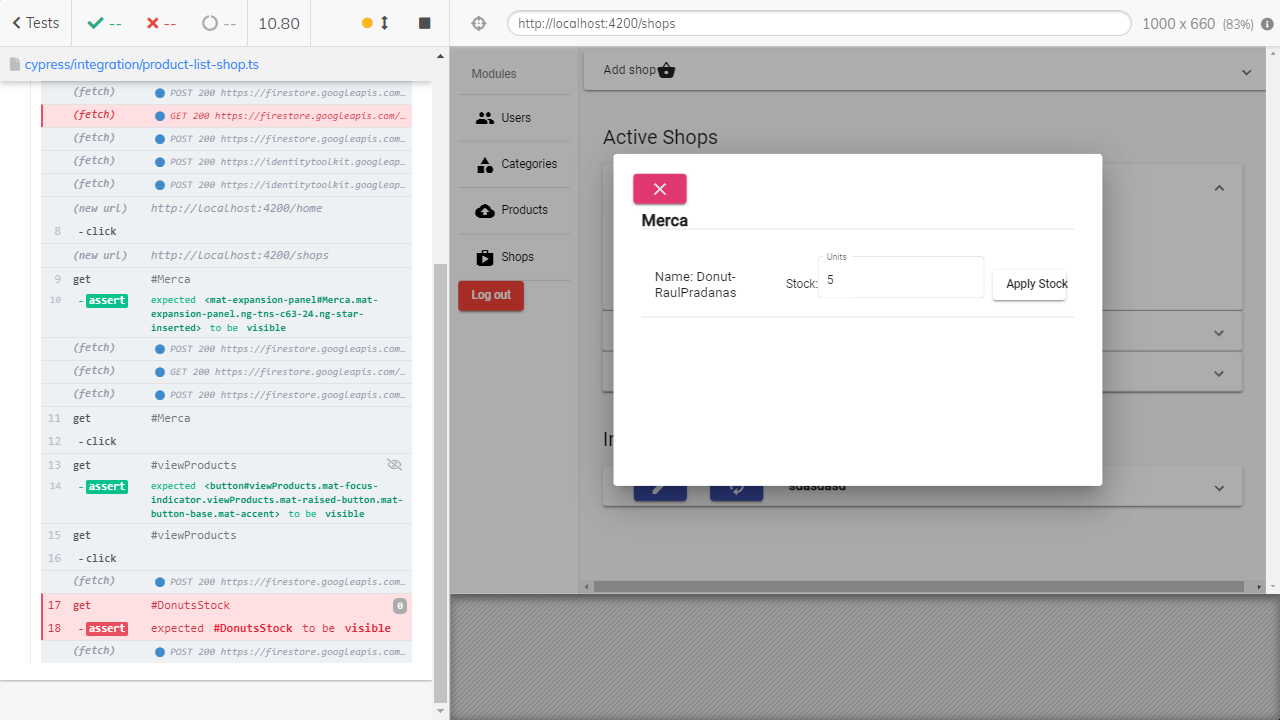 Tests
--
--
--
10.80
http://localhost:4200/shops
1000 x 660 (83%)
cypress/integration/product-list-shop.ts
(fetch) POST 200 https://firestore.googleapis.com…
(fetch) GET 200 https://firestore.googleapis.com/…
(fetch) POST 200 https://firestore.googleapis.com…
(fetch) POST 200 https://identitytoolkit.googleap…
(fetch) POST 200 https://identitytoolkit.googleap…
(new url) http://localhost:4200/home
8 -click
(new url) http://localhost:4200/shops
9 get #Merca
10 -assert expected <mat-expansion-panel#Merca.mat-
expansion-panel.ng-tns-c63-24.ng-star-
inserted> to be visible
(fetch) POST 200 https://firestore.googleapis.com…
(fetch) GET 200 https://firestore.googleapis.com/…
(fetch) POST 200 https://firestore.googleapis.com…
11 get #Merca
12 -click
13 get #viewProducts
14 -assert expected <button#viewProducts.mat-focus-
indicator.viewProducts.mat-raised-button.mat-
button-base.mat-accent> to be visible
15 get #viewProducts
16 -click
(fetch) POST 200 https://firestore.googleapis.com…
17 get #DonutsStock 0
18 -assert expected #DonutsStock to be visible
(fetch) POST 200 https://firestore.googleapis.com…
Modules
Users
Categories
Products
Shops
Log out
Add shop
Active Shops
Merca
Name: Donut-
RaulPradanas
Stock:
Units
5
Apply Stock
sdasdasd